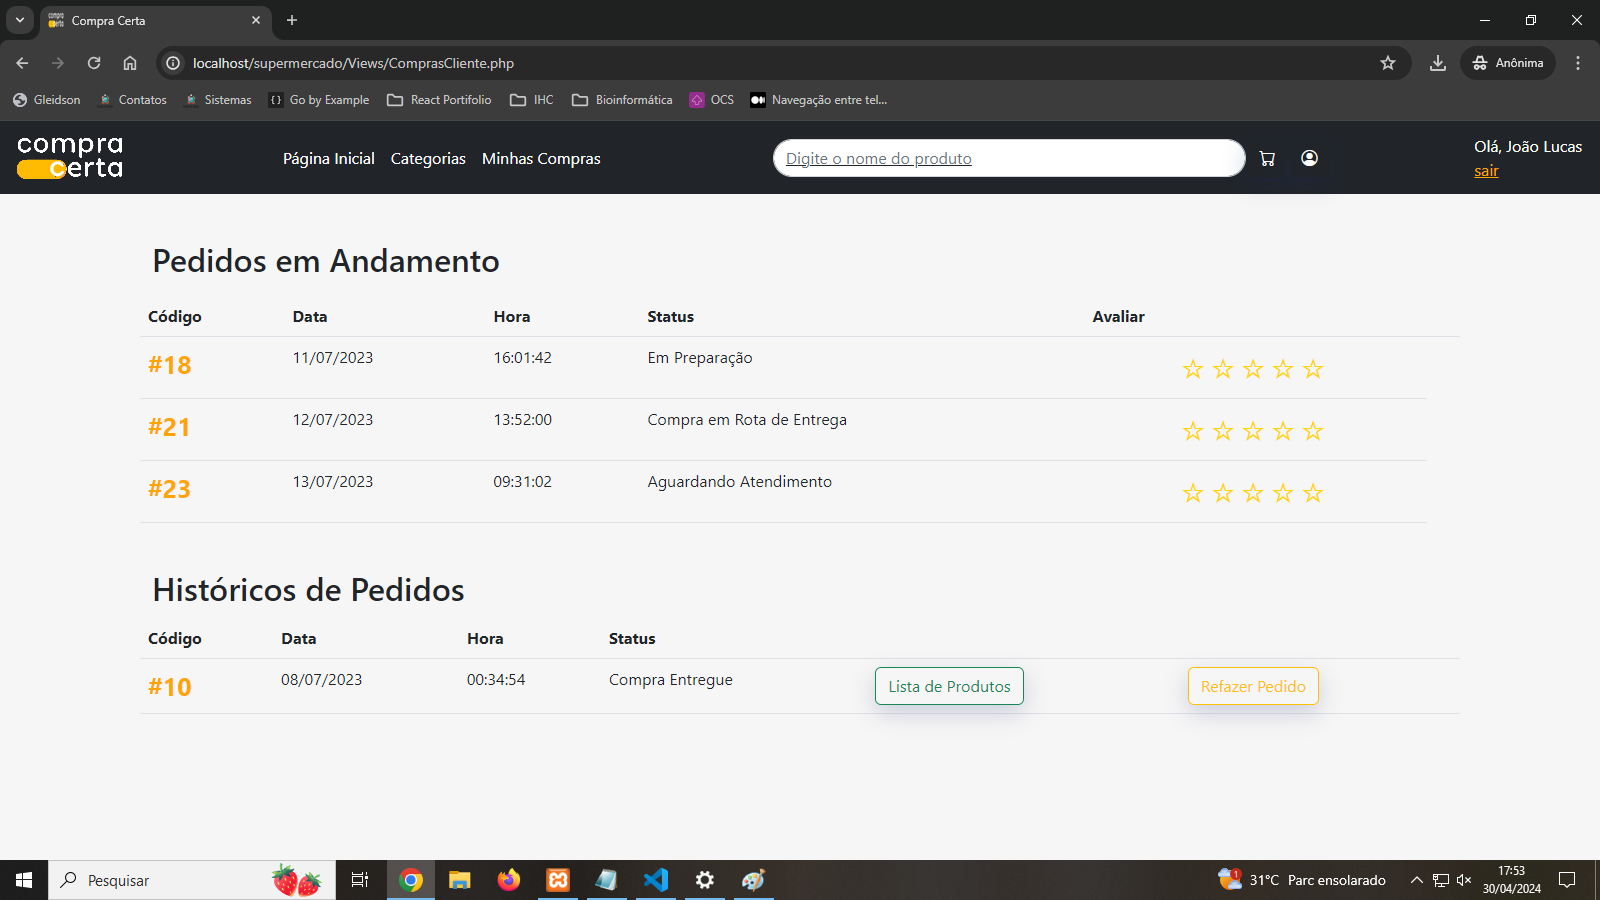 Compra Certa
localhost/supermercado/Views/ComprasCliente.php
Anônima
Gleidson Contatos Sistemas Go by Example React Portifolio IHC Bioinformática OCS Navegação entre tel...
compra
certa
Página Inicial Categorias Minhas Compras
Digite o nome do produto
Olá, João Lucas
sair
Pedidos em Andamento
Código Data Hora Status Avaliar
#18 11/07/2023 16:01:42 Em Preparação
#21 12/07/2023 13:52:00 Compra em Rota de Entrega
#23 13/07/2023 09:31:02 Aguardando Atendimento
Históricos de Pedidos
Código Data Hora Status
#10 08/07/2023 00:34:54 Compra Entregue Lista de Produtos Refazer Pedido
Pesquisar
1
31°C Parc ensolarado
17:53
30/04/2024